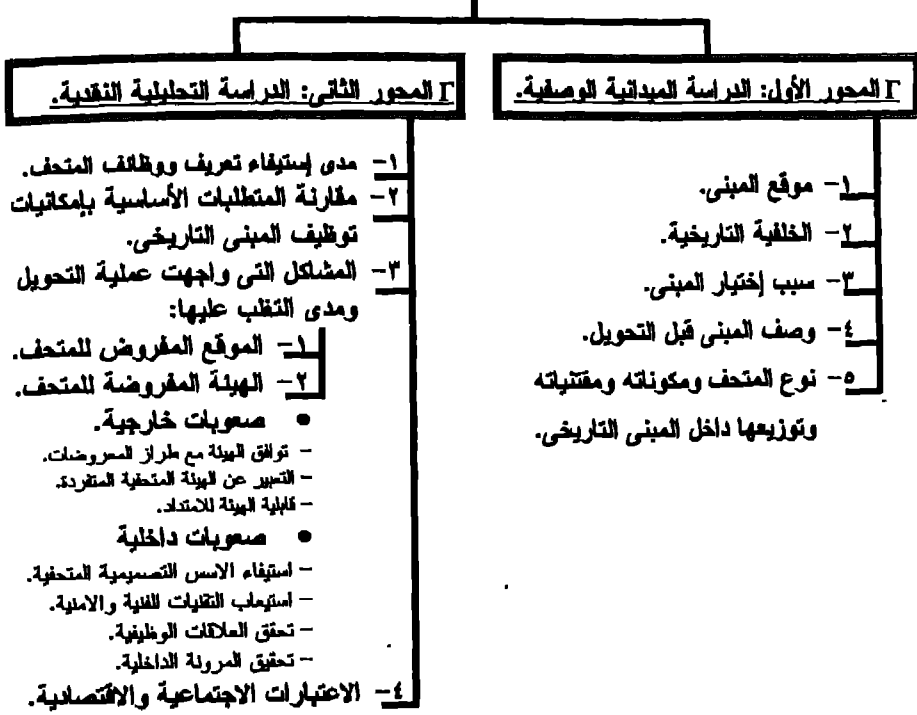 المحور الأول: الدراسة الميدانية الوصفية.
١- موقع المبنى.
٢- الخلفية التاريخية.
٣- سبب إختيار المبنى.
٤- وصف المبنى قبل التحويل.
٥- نوع المتحف ومكوناته ومقتنياته
وتوزيعها داخل المبنى التاريخى.
المحور الثانى: الدراسة التحليلية النقدية.
١- مدى إستيفاء تعريف ووظائف المتحف.
٢- مقارنة المتطلبات الأساسية بإمكانيات
توظيف المبنى التاريخى.
٣- المشاكل التى واجهت عملية التحويل
ومدى التغلب عليها:
١- الموقع المفروض للمتحف.
٢- الهيئة المفروضة للمتحف.
● صعوبات خارجية.
- توافق الهيئة مع طراز المعروضات.
- التعبير عن الهيئة المتحفية المتفردة.
- قابلية الهيئة للامتداد.
● صعوبات داخلية
- استيفاء الاسس التصميمية المتحفية.
- استيعاب التقنيات الفنية والامنية.
- تحقق العلاقات الوظيفية.
- تحقيق المرونة الداخلية.
٤- الاعتبارات الاجتماعية والاقتصادية.